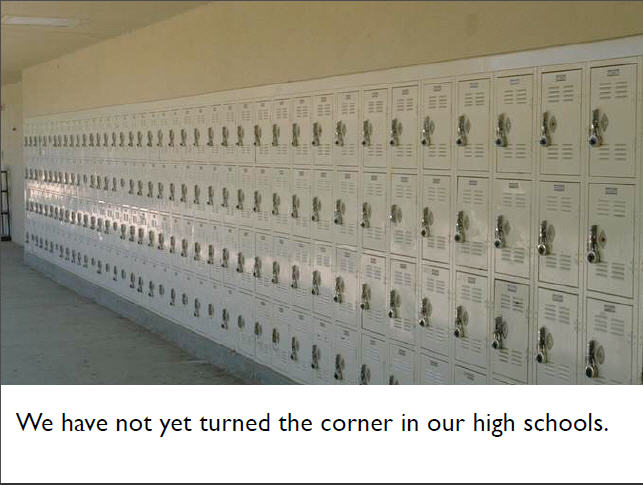 We have not yet turned the corner in our high schools.